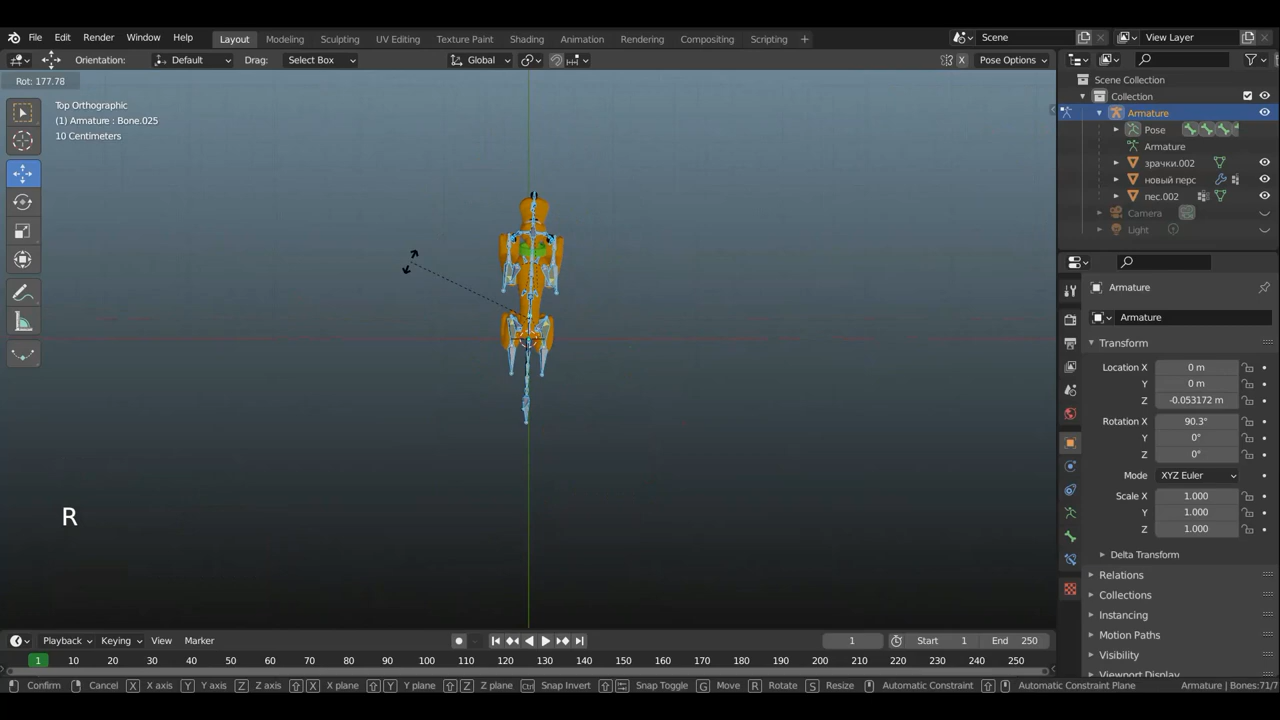 File Edit Render Window Help Layout Modeling Sculpting UV Editing Texture Paint Shading Animation Rendering Compositing Scripting + Scene View Layer
Orientation: Default Drag: Select Box Global X Pose Options
Rot: 177.78
Top Orthographic
(1) Armature : Bone.025
10 Centimeters
R
Scene Collection
Collection
Armature
Pose
Armature
зрачки.002
новый перс
пес.002
Camera
Light
Armature
Armature
Transform
Location X 0 m
Y 0 m
Z -0.053172 m
Rotation X 90.3°
Y 0°
Z 0°
Mode XYZ Euler
Scale X 1.000
Y 1.000
Z 1.000
Delta Transform
Relations
Collections
Instancing
Motion Paths
Visibility
Viewport Display
Playback Keying View Marker 1 Start 1 End 250
1 10 20 30 40 50 60 70 80 90 100 110 120 130 140 150 160 170 180 190 200 210 220 230 240 250
Confirm Cancel X X axis Y Y axis Z Z axis X X plane Y Y plane Z Z plane Ctrl Snap Invert Snap Toggle G Move R Rotate S Resize Automatic Constraint Automatic Constraint Plane Armature | Bones:71/7